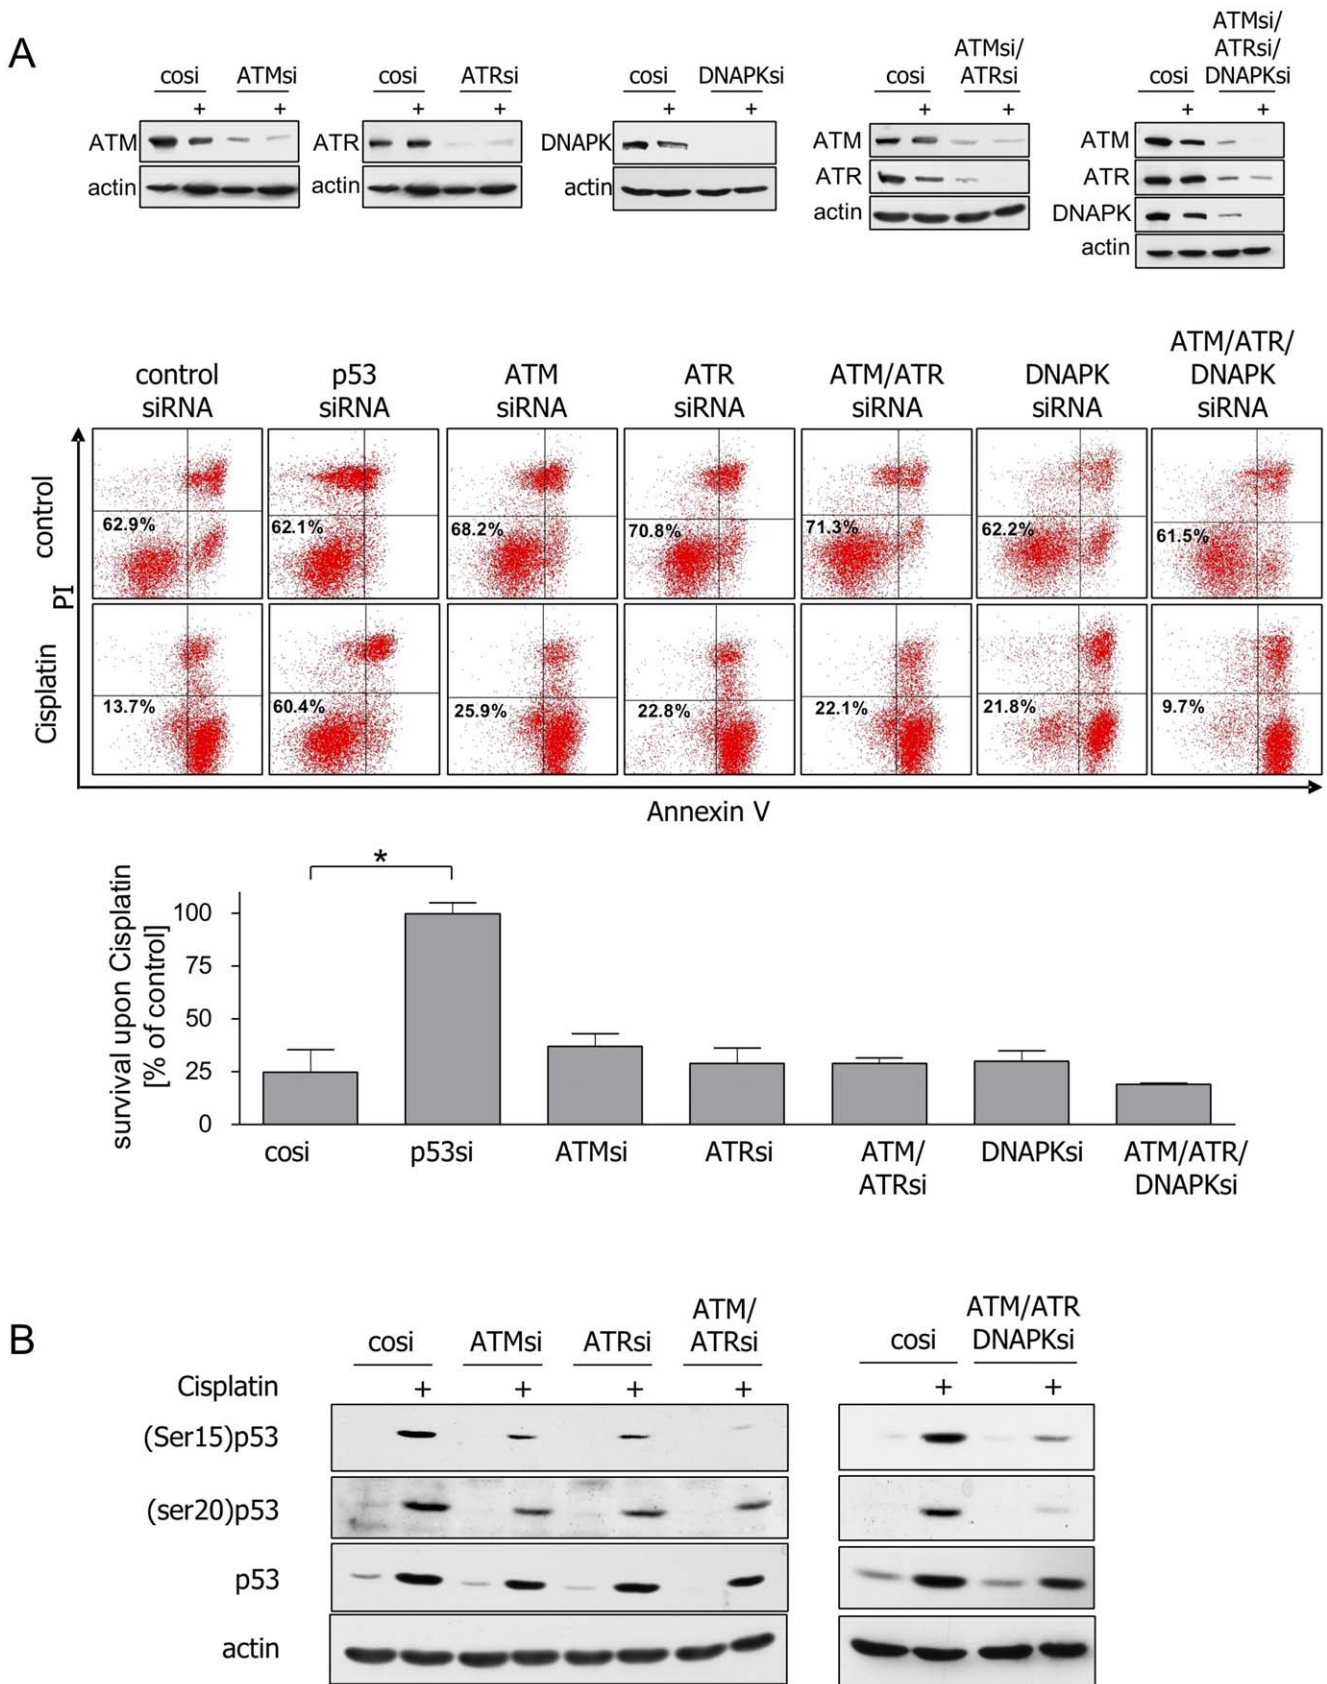 A
cosi ATMsi
+ +
ATM
actin
cosi ATRsi
+ +
ATR
actin
cosi DNAPKsi
+ +
DNAPK
actin
ATMsi/
cosi ATRsi
+ +
ATM
ATR
actin
ATMsi/
ATRsi/
cosi DNAPKsi
+ +
ATM
ATR
DNAPK
actin
control siRNA
p53 siRNA
ATM siRNA
ATR siRNA
ATM/ATR siRNA
DNAPK siRNA
ATM/ATR/ DNAPK siRNA
PI
control
62.9% 62.1% 68.2% 70.8% 71.3% 62.2% 61.5%
Cisplatin
13.7% 60.4% 25.9% 22.8% 22.1% 21.8% 9.7%
Annexin V
*
survival upon Cisplatin
[% of control]
100
75
50
25
0
cosi p53si ATMsi ATRsi ATM/ DNAPKsi ATM/ATR/
ATRsi DNAPKsi
B
ATM/ ATM/ATR
cosi ATMsi ATRsi ATRsi cosi DNAPKsi
Cisplatin + + + + + +
(Ser15)p53
(ser20)p53
p53
actin